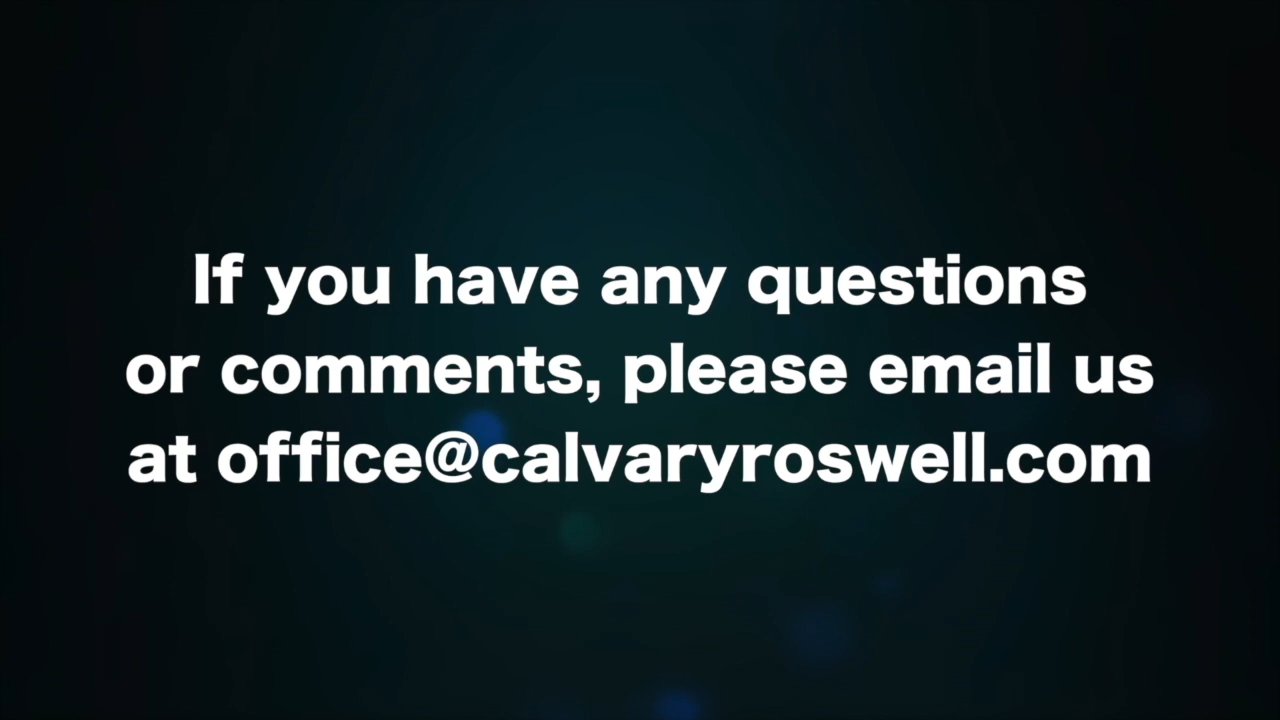 If you have any questions
or comments, please email us
at office@calvaryroswell.com